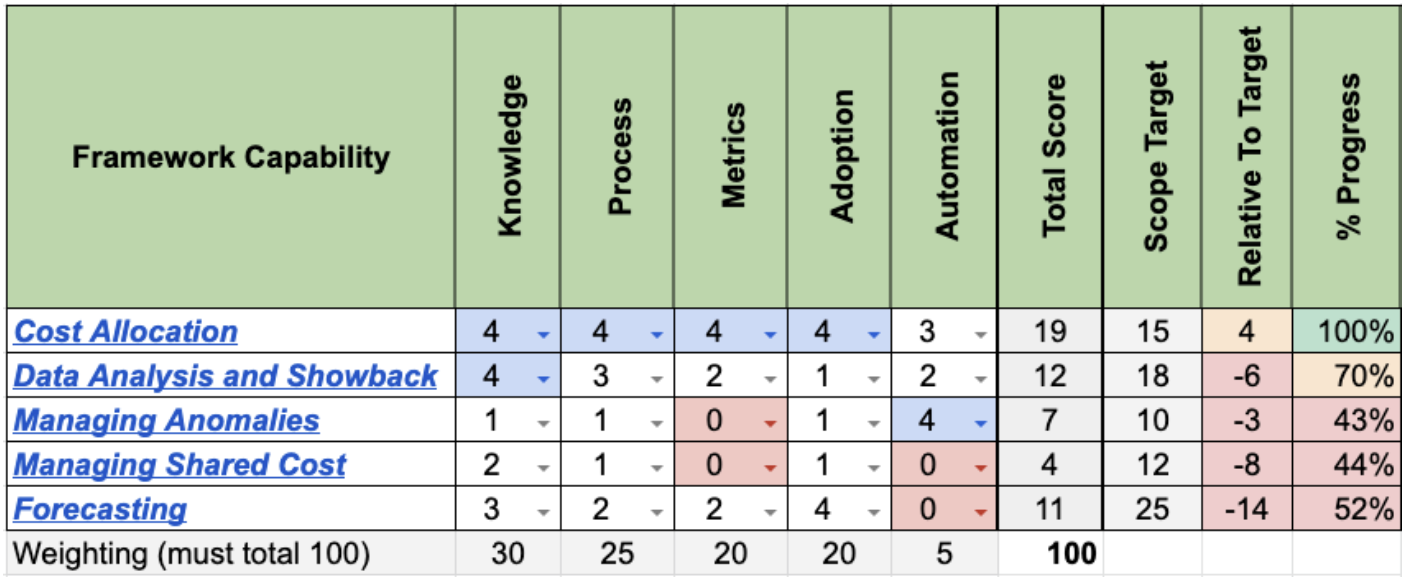 Framework Capability Knowledge Process Metrics Adoption Automation Total Score Scope Target Relative To Target % Progress
Cost Allocation 4 4 4 4 3 19 15 4 100%
Data Analysis and Showback 4 3 2 1 2 12 18 -6 70%
Managing Anomalies 1 1 0 1 4 7 10 -3 43%
Managing Shared Cost 2 1 0 1 0 4 12 -8 44%
Forecasting 3 2 2 4 0 11 25 -14 52%
Weighting (must total 100) 30 25 20 20 5 100